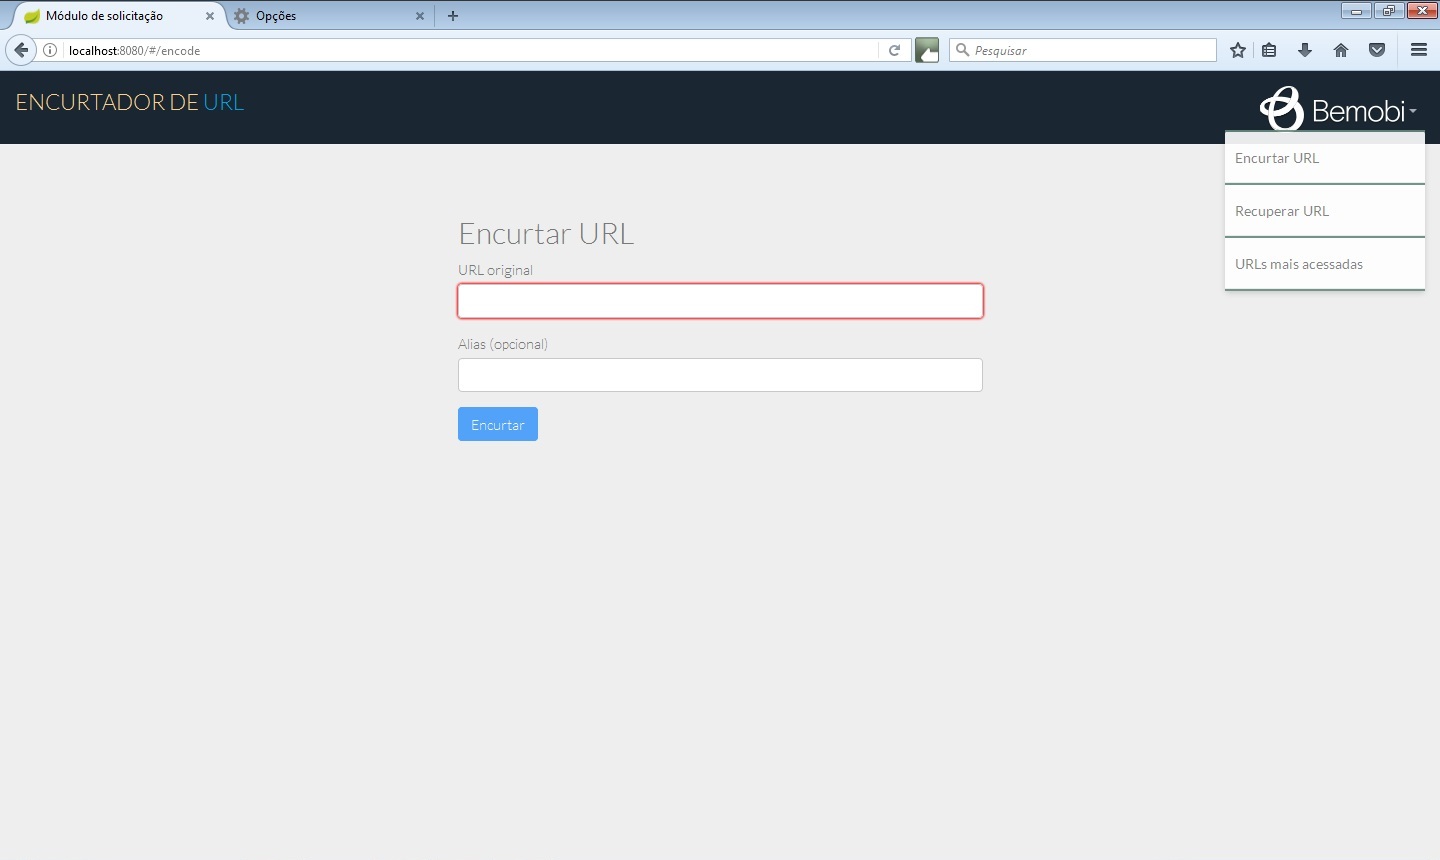 Módulo de solicitação
Opções
localhost:8080/#/encode
Pesquisar
ENCURTADOR DE URL
Bemobi
Encurtar URL
Recuperar URL
URLs mais acessadas
Encurtar URL
URL original
Alias (opcional)
Encurtar